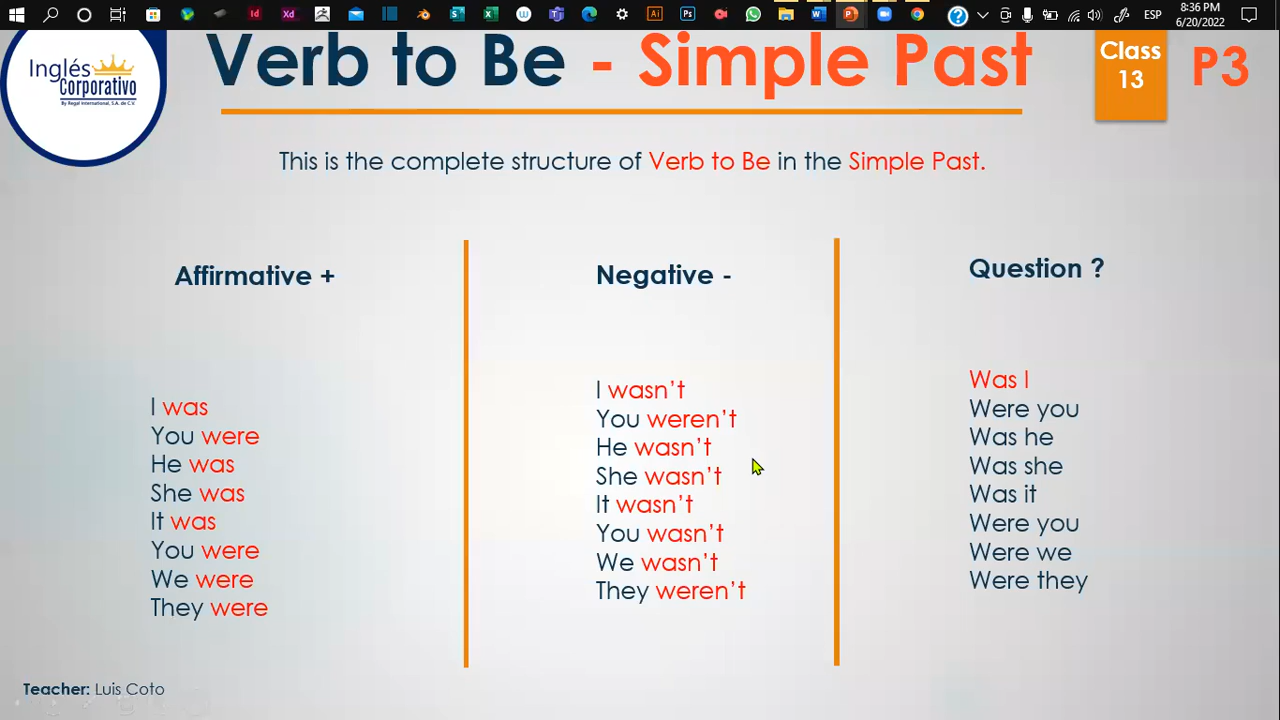 8:36 PM
ESP
6/20/2022
Inglés
Corporativo
By Regal International, S.A. de C.V.
Verb to Be - Simple Past
Class
13
P3
This is the complete structure of Verb to Be in the Simple Past.
Affirmative +
I was
You were
He was
She was
It was
You were
We were
They were
Negative -
I wasn't
You weren't
He wasn't
She wasn't
It wasn't
You wasn't
We wasn't
They weren't
Question ?
Was I
Were you
Was he
Was she
Was it
Were you
Were we
Were they
Teacher: Luis Coto